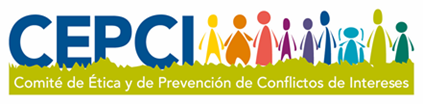 CEPCI
Comité de Ética y de Prevención de Conflictos de Intereses